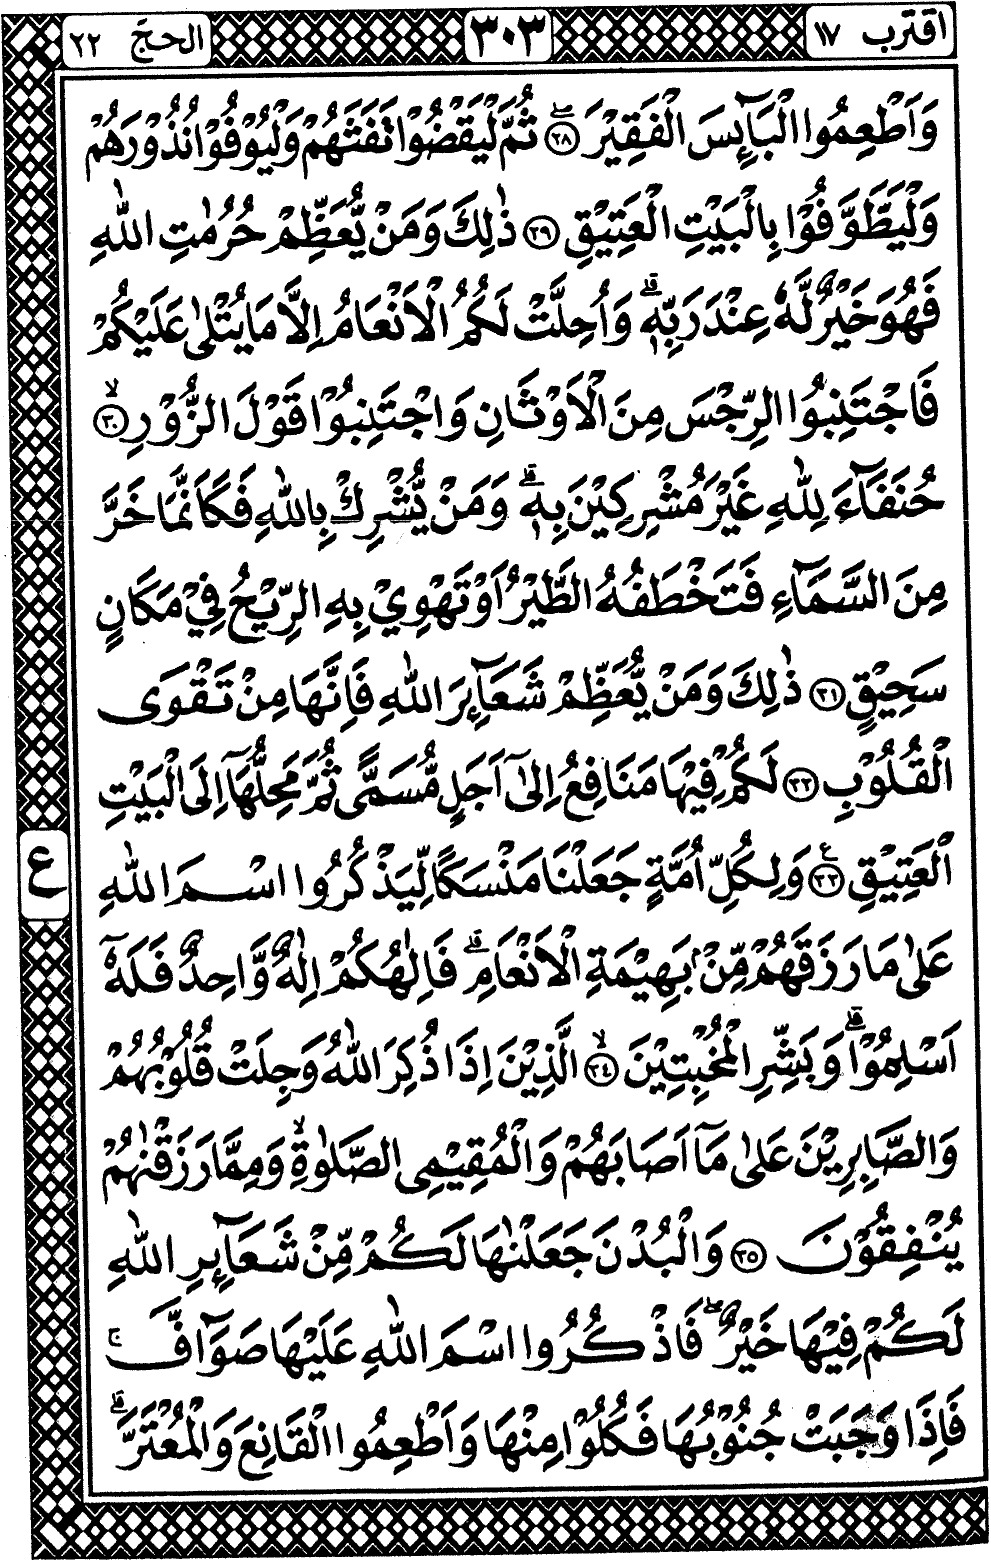 اقترب ١٧
٣٠٣
الحجّ ٢٢
وَاَطْعِمُوا الْبَآئِسَ الْفَقِيْرَ ﴿٢٨﴾ ثُمَّ لْيَقْضُوْا تَفَثَهُمْ وَلْيُوْفُوْا نُذُوْرَهُمْ
وَلْيَطَّوَّفُوْا بِالْبَيْتِ الْعَتِيْقِ ﴿٢٩﴾ ذٰلِكَ وَمَنْ يُّعَظِّمْ حُرُمٰتِ اللّٰهِ
فَهُوَ خَيْرٌ لَّهٗ عِنْدَ رَبِّهٖ ؕ وَاُحِلَّتْ لَكُمُ الْاَنْعَامُ اِلَّا مَا يُتْلٰى عَلَيْكُمْ
فَاجْتَنِبُوا الرِّجْسَ مِنَ الْاَوْثَانِ وَاجْتَنِبُوْا قَوْلَ الزُّوْرِ ﴿٣٠﴾
حُنَفَآءَ لِلّٰهِ غَيْرَ مُشْرِكِيْنَ بِهٖ ؕ وَمَنْ يُّشْرِكْ بِاللّٰهِ فَكَاَنَّمَا خَرَّ
مِنَ السَّمَآءِ فَتَخْطَفُهُ الطَّيْرُ اَوْ تَهْوِيْ بِهِ الرِّيْحُ فِيْ مَكَانٍ
سَحِيْقٍ ﴿٣١﴾ ذٰلِكَ وَمَنْ يُّعَظِّمْ شَعَآئِرَ اللّٰهِ فَاِنَّهَا مِنْ تَقْوَى
الْقُلُوْبِ ﴿٣٢﴾ لَكُمْ فِيْهَا مَنَافِعُ اِلٰٓى اَجَلٍ مُّسَمًّى ثُمَّ مَحِلُّهَآ اِلَى الْبَيْتِ
الْعَتِيْقِ ﴿٣٣﴾ وَلِكُلِّ اُمَّةٍ جَعَلْنَا مَنْسَكًا لِّيَذْكُرُوا اسْمَ اللّٰهِ
ع
عَلٰى مَا رَزَقَهُمْ مِّنْۢ بَهِيْمَةِ الْاَنْعَامِ ؕ فَاِلٰهُكُمْ اِلٰهٌ وَّاحِدٌ فَلَهٗٓ
اَسْلِمُوْا ؕ وَبَشِّرِ الْمُخْبِتِيْنَ ﴿٣٤﴾ الَّذِيْنَ اِذَا ذُكِرَ اللّٰهُ وَجِلَتْ قُلُوْبُهُمْ
وَالصَّابِرِيْنَ عَلٰى مَآ اَصَابَهُمْ وَالْمُقِيْمِى الصَّلٰوةِ ۙ وَمِمَّا رَزَقْنٰهُمْ
يُنْفِقُوْنَ ﴿٣٥﴾ وَالْبُدْنَ جَعَلْنٰهَا لَكُمْ مِّنْ شَعَآئِرِ اللّٰهِ
لَكُمْ فِيْهَا خَيْرٌ ۖ فَاذْكُرُوا اسْمَ اللّٰهِ عَلَيْهَا صَوَآفَّ ۚ
فَاِذَا وَجَبَتْ جُنُوْبُهَا فَكُلُوْا مِنْهَا وَاَطْعِمُوا الْقَانِعَ وَالْمُعْتَرَّ ؕ